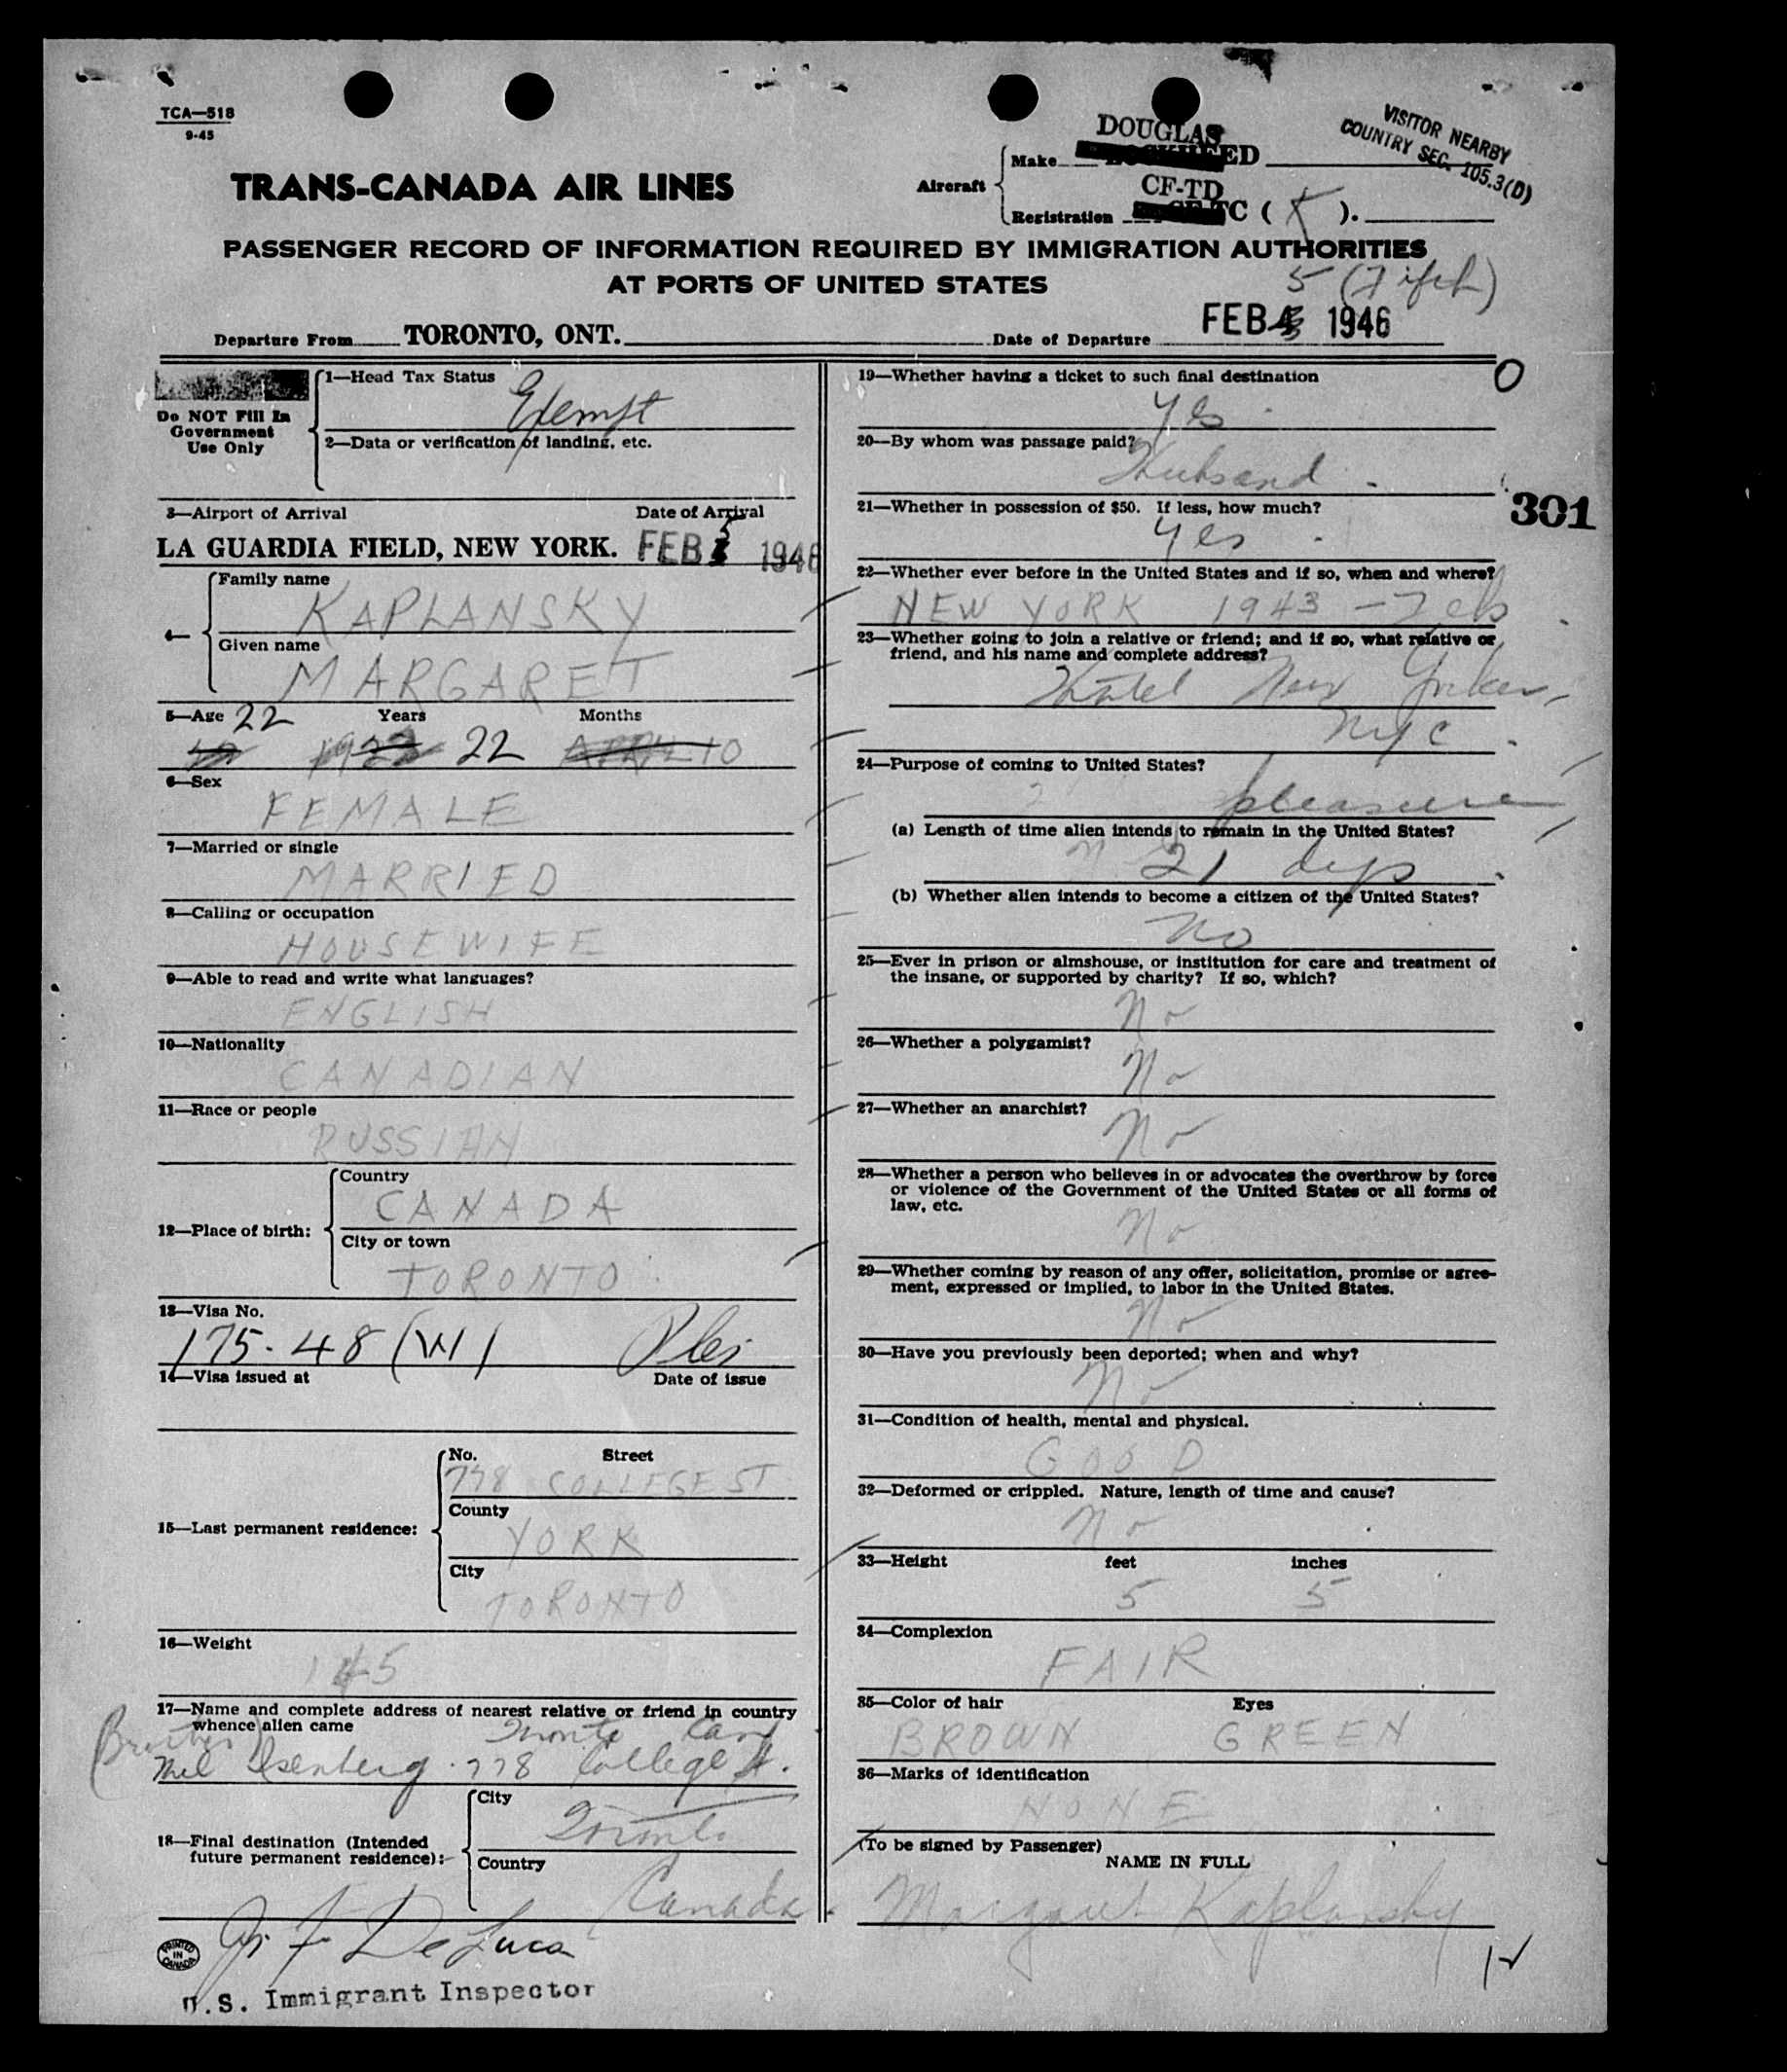 TCA—518
9-45
TRANS-CANADA AIR LINES
Aircraft
Make DOUGLAS
Registration CF-TD TC (K).
VISITOR NEARBY
COUNTRY SEC. 105.3(D)
PASSENGER RECORD OF INFORMATION REQUIRED BY IMMIGRATION AUTHORITIES
AT PORTS OF UNITED STATES
5 (Fifth)
Departure From TORONTO, ONT. Date of Departure FEB 1946
Do NOT Fill In
Government
Use Only
1—Head Tax Status
Exempt
2—Data or verification of landing, etc.
3—Airport of Arrival Date of Arrival
LA GUARDIA FIELD, NEW YORK. FEB 5 1946
4—
Family name
KAPLANSKY
Given name
MARGARET
5—Age 22 Years Months
22 10
6—Sex
FEMALE
7—Married or single
MARRIED
8—Calling or occupation
HOUSEWIFE
9—Able to read and write what languages?
ENGLISH
10—Nationality
CANADIAN
11—Race or people
RUSSIAN
12—Place of birth:
Country
CANADA
City or town
TORONTO
13—Visa No.
175-48 (W)
14—Visa issued at Date of issue
15—Last permanent residence:
No. Street
778 COLLEGE ST
County
YORK
City
TORONTO
16—Weight
145
17—Name and complete address of nearest relative or friend in country
whence alien came
(Brother) Toronto Can
Mel Isenberg 778 College St.
18—Final destination (Intended
future permanent residence):
City
Toronto
Country
Canada
J. F. DeLuca
PRINTED
IN
CANADA
U.S. Immigrant Inspector
19—Whether having a ticket to such final destination
O
Yes
20—By whom was passage paid?
Husband
21—Whether in possession of $50. If less, how much?
301
Yes
22—Whether ever before in the United States and if so, when and where?
NEW YORK 1943 - Feb
23—Whether going to join a relative or friend; and if so, what relative or
friend, and his name and complete address?
Hotel New Yorker
NYC
24—Purpose of coming to United States?
pleasure
(a) Length of time alien intends to remain in the United States?
21 days
(b) Whether alien intends to become a citizen of the United States?
No
25—Ever in prison or almshouse, or institution for care and treatment of
the insane, or supported by charity? If so, which?
No
26—Whether a polygamist?
No
27—Whether an anarchist?
No
28—Whether a person who believes in or advocates the overthrow by force
or violence of the Government of the United States or all forms of
law, etc.
No
29—Whether coming by reason of any offer, solicitation, promise or agree-
ment, expressed or implied, to labor in the United States.
No
30—Have you previously been deported; when and why?
No
31—Condition of health, mental and physical.
GOOD
32—Deformed or crippled. Nature, length of time and cause?
No
33—Height feet inches
5 5
34—Complexion
FAIR
35—Color of hair Eyes
BROWN GREEN
36—Marks of identification
NONE
(To be signed by Passenger)
NAME IN FULL
Margaret Kaplansky